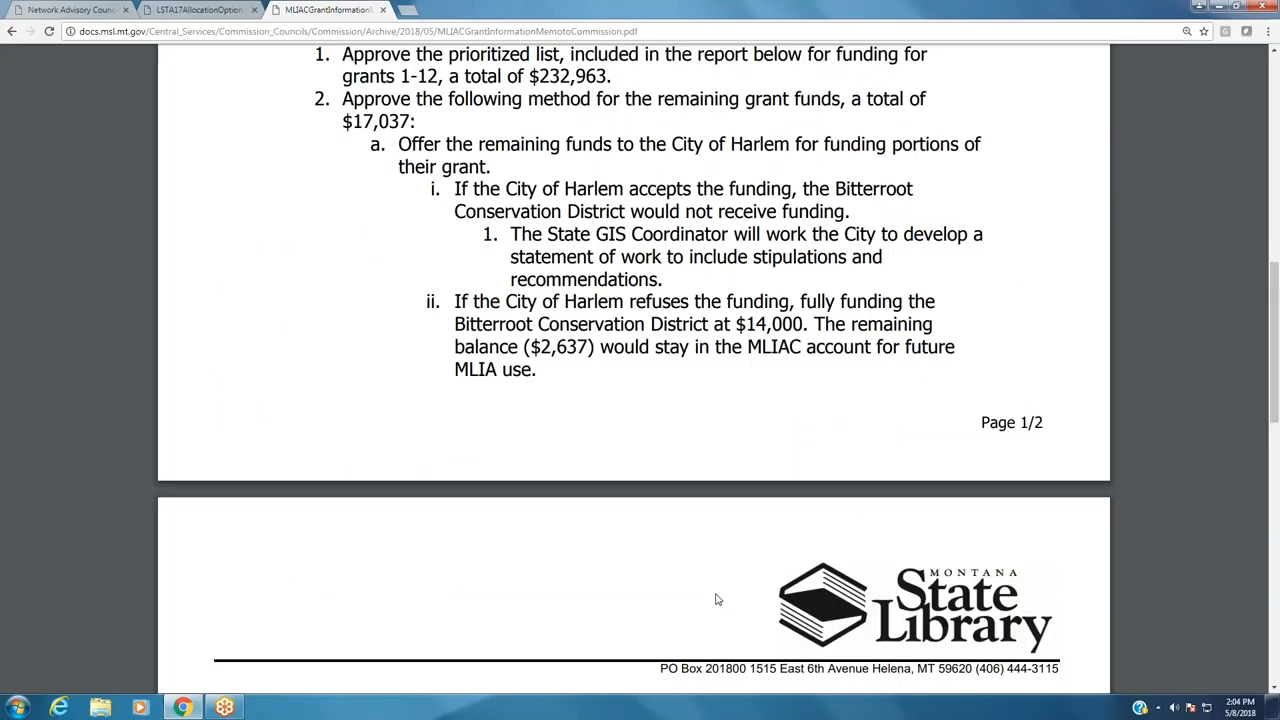 Network Advisory Counc
LSTA17AllocationOption
MLIACGrantInformationM
docs.msl.mt.gov/Central_Services/Commission_Councils/Commission/Archive/2018/05/MLIACGrantInformationMemotoCommission.pdf
1. Approve the prioritized list, included in the report below for funding for
grants 1-12, a total of $232,963.
2. Approve the following method for the remaining grant funds, a total of
$17,037:
a. Offer the remaining funds to the City of Harlem for funding portions of
their grant.
i. If the City of Harlem accepts the funding, the Bitterroot
Conservation District would not receive funding.
1. The State GIS Coordinator will work the City to develop a
statement of work to include stipulations and
recommendations.
ii. If the City of Harlem refuses the funding, fully funding the
Bitterroot Conservation District at $14,000. The remaining
balance ($2,637) would stay in the MLIAC account for future
MLIA use.
Page 1/2
MONTANA
State
Library
PO Box 201800 1515 East 6th Avenue Helena, MT 59620 (406) 444-3115
2:04 PM
5/8/2018